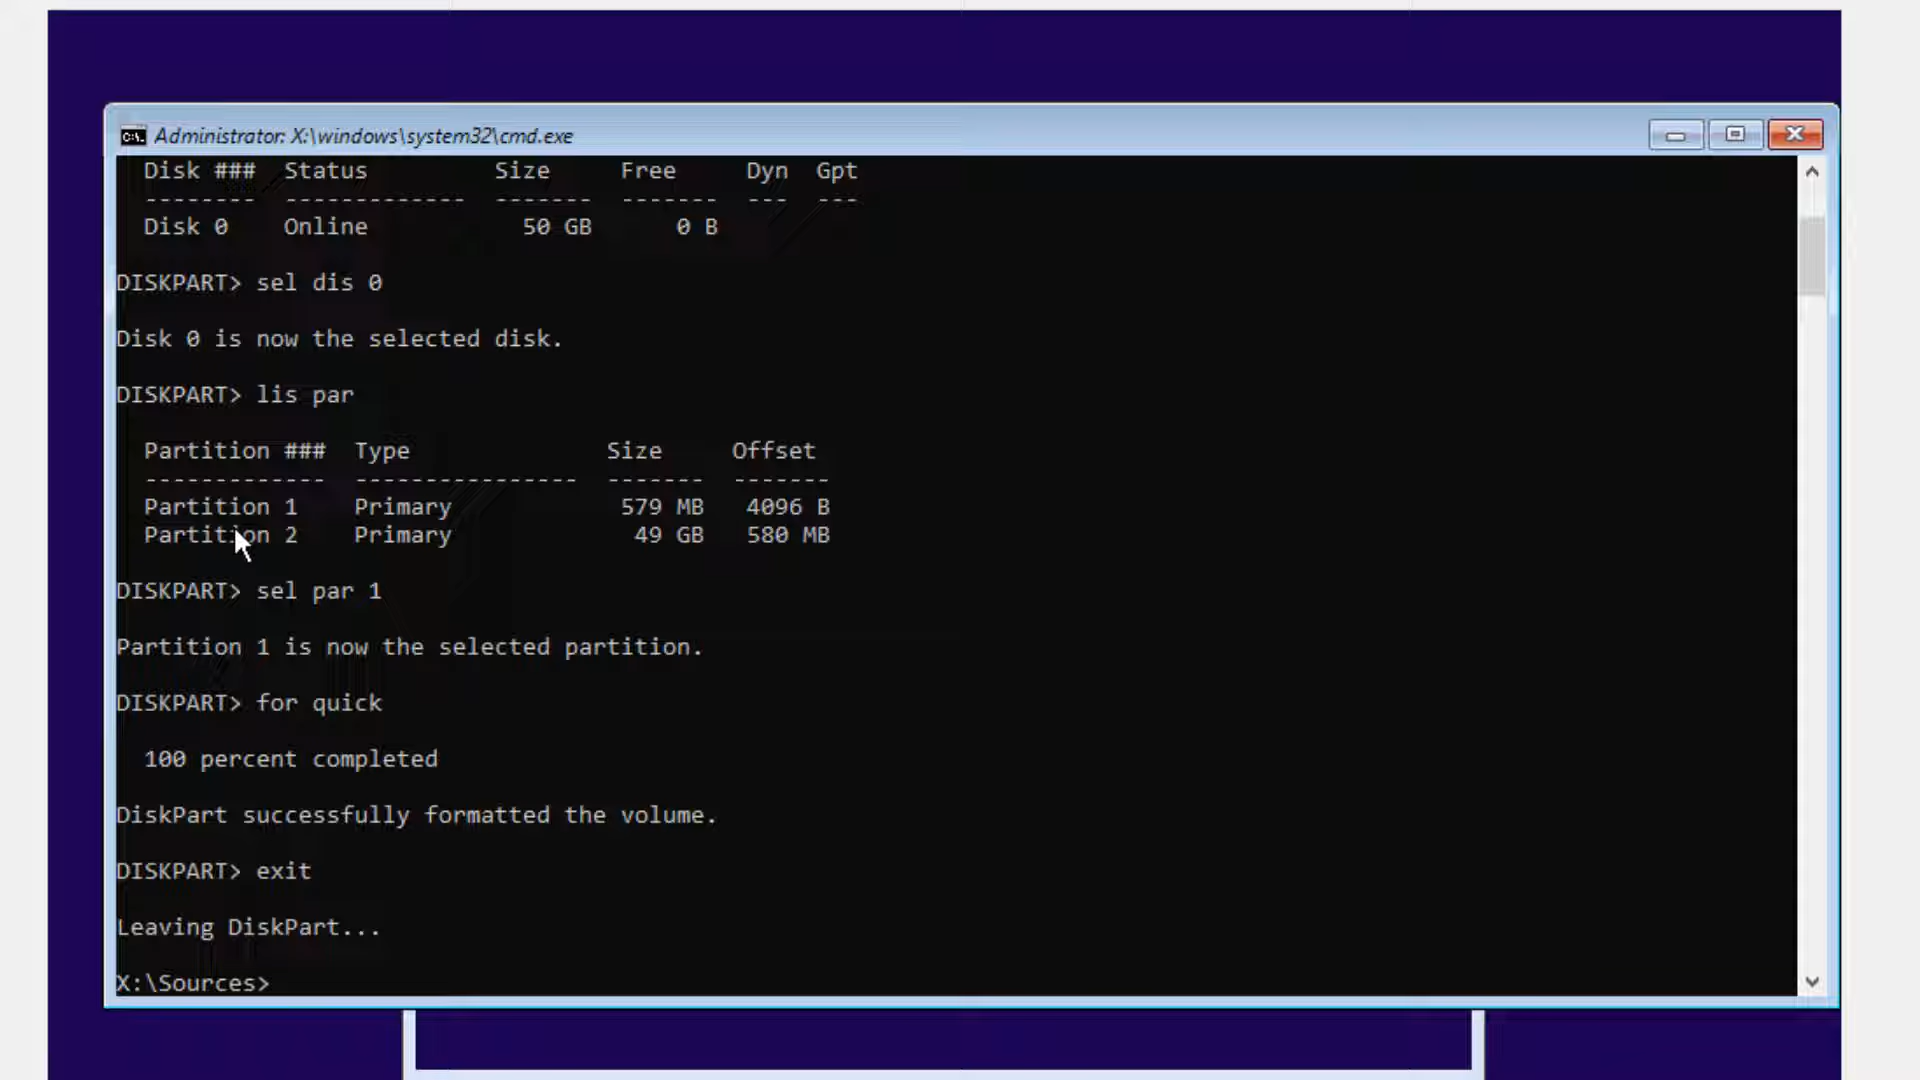 Administrator: X:\windows\system32\cmd.exe
Disk ### Status Size Free Dyn Gpt
-------- ------------- ------- ------- --- ---
Disk 0 Online 50 GB 0 B
DISKPART> sel dis 0
Disk 0 is now the selected disk.
DISKPART> lis par
Partition ### Type Size Offset
------------- ---------------- ------- -------
Partition 1 Primary 579 MB 4096 B
Partition 2 Primary 49 GB 580 MB
DISKPART> sel par 1
Partition 1 is now the selected partition.
DISKPART> for quick
100 percent completed
DiskPart successfully formatted the volume.
DISKPART> exit
Leaving DiskPart...
X:\Sources>